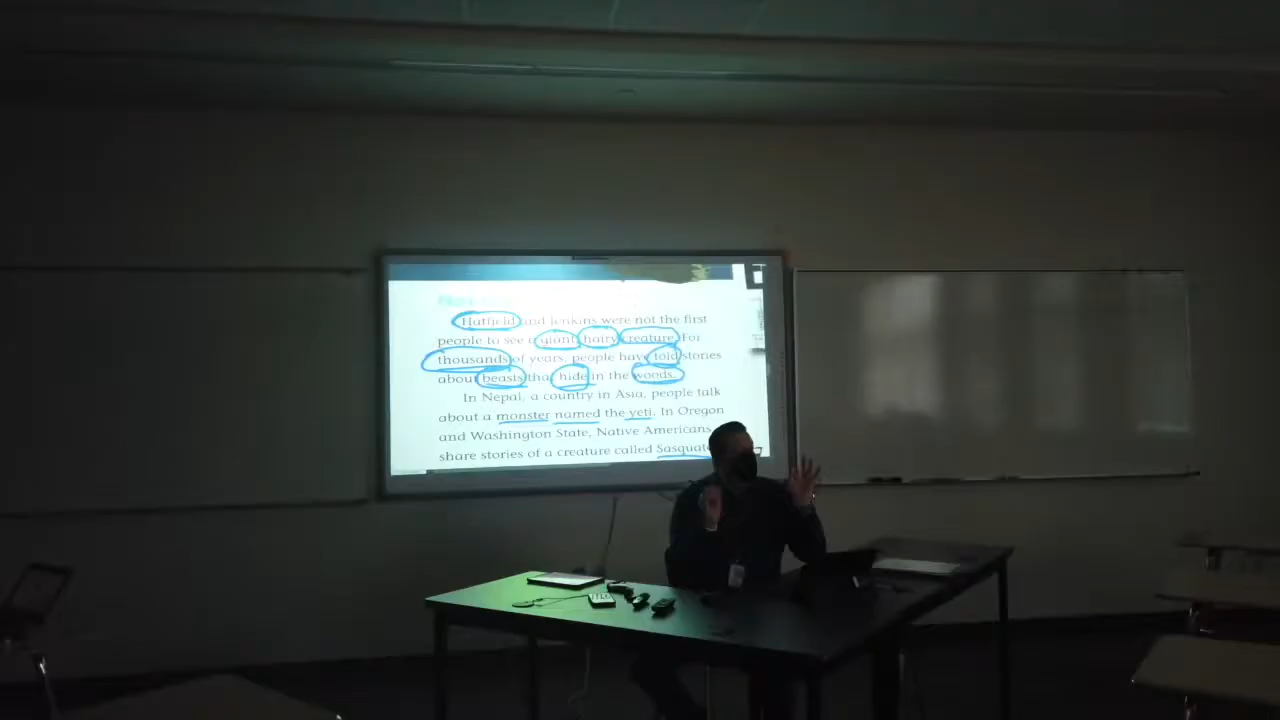 Hatfield and Jenkins were not the first
people to see a giant, hairy creature. For
thousands of years, people have told stories
about beasts that hide in the woods.
In Nepal, a country in Asia, people talk
about a monster named the yeti. In Oregon
and Washington State, Native Americans
share stories of a creature called